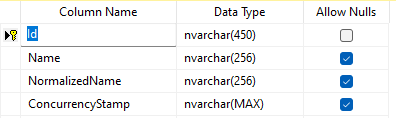 Column Name Data Type Allow Nulls
Id nvarchar(450)
Name nvarchar(256)
NormalizedName nvarchar(256)
ConcurrencyStamp nvarchar(MAX)